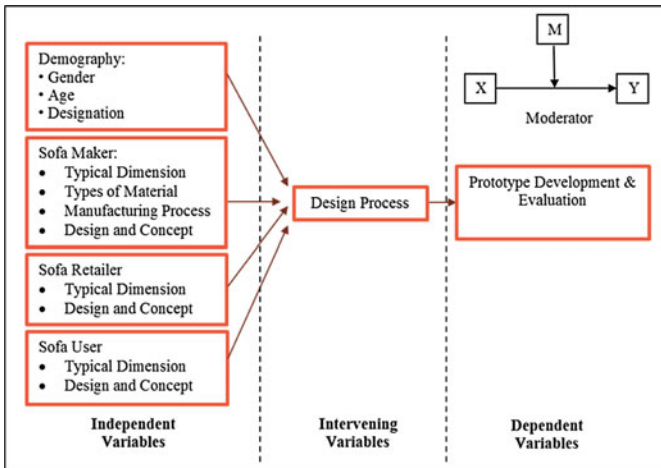 Demography:
• Gender
• Age
• Designation
Sofa Maker:
• Typical Dimension
• Types of Material
• Manufacturing Process
• Design and Concept
Sofa Retailer
• Typical Dimension
• Design and Concept
Sofa User
• Typical Dimension
• Design and Concept
Independent
Variables
Design Process
Intervening
Variables
M
X
Y
Moderator
Prototype Development &
Evaluation
Dependent
Variables